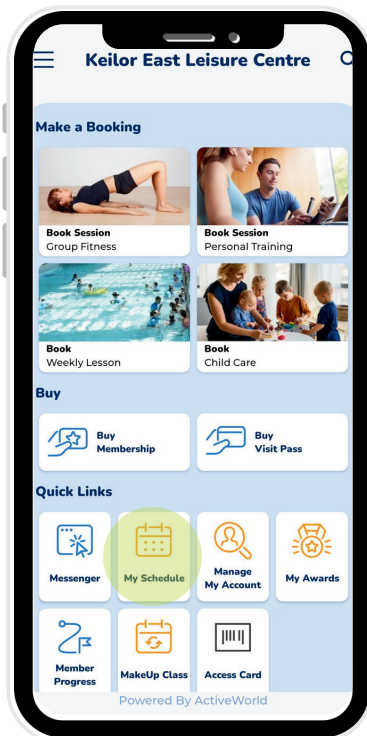 Keilor East Leisure Centre
Make a Booking
Book Session
Group Fitness
Book Session
Personal Training
Book
Weekly Lesson
Book
Child Care
Buy
Buy
Membership
Buy
Visit Pass
Quick Links
Messenger
My Schedule
Manage
My Account
My Awards
Member
Progress
MakeUp Class
Access Card
Powered By ActiveWorld